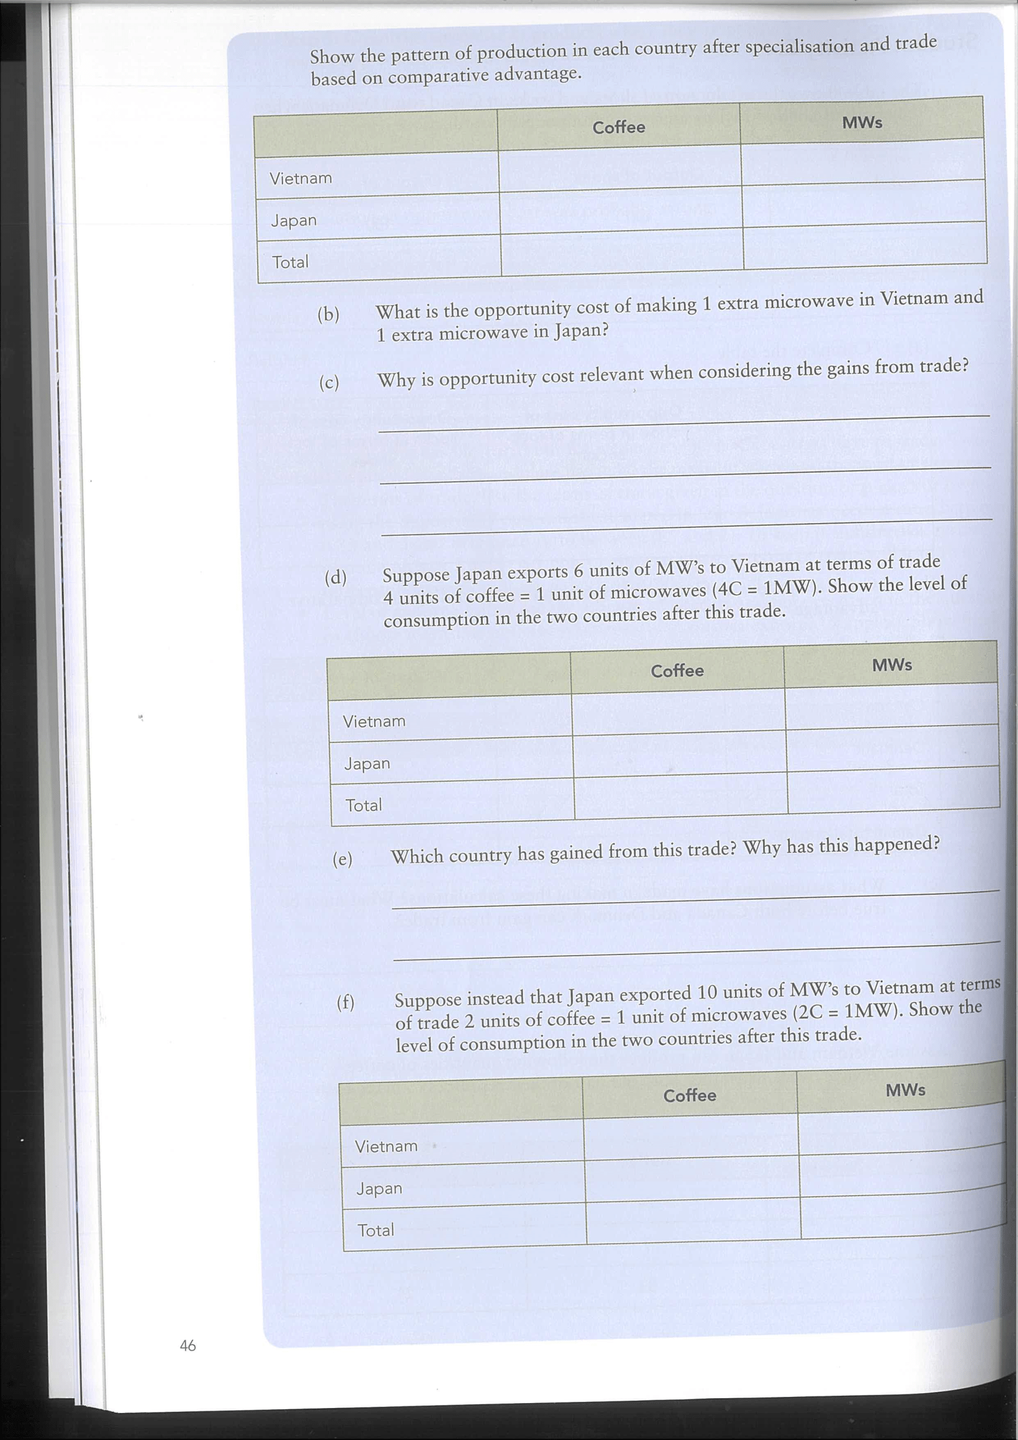 Show the pattern of production in each country after specialisation and trade
based on comparative advantage.
Coffee MWs
Vietnam
Japan
Total
(b) What is the opportunity cost of making 1 extra microwave in Vietnam and
1 extra microwave in Japan?
(c) Why is opportunity cost relevant when considering the gains from trade?
(d) Suppose Japan exports 6 units of MW's to Vietnam at terms of trade
4 units of coffee = 1 unit of microwaves (4C = 1MW). Show the level of
consumption in the two countries after this trade.
Coffee MWs
Vietnam
Japan
Total
(e) Which country has gained from this trade? Why has this happened?
(f) Suppose instead that Japan exported 10 units of MW's to Vietnam at terms
of trade 2 units of coffee = 1 unit of microwaves (2C = 1MW). Show the
level of consumption in the two countries after this trade.
Coffee MWs
Vietnam
Japan
Total
46